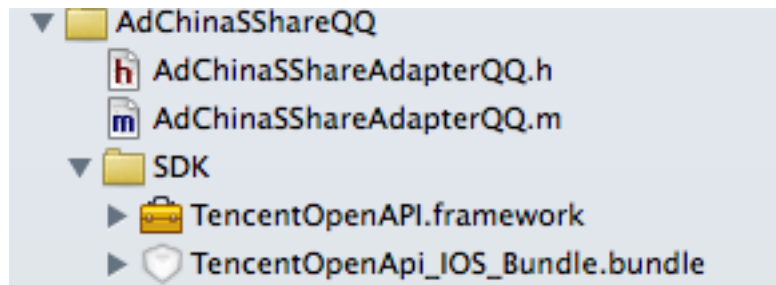 AdChinaSShareQQ
h AdChinaSShareAdapterQQ.h
m AdChinaSShareAdapterQQ.m
SDK
TencentOpenAPI.framework
TencentOpenApi_IOS_Bundle.bundle